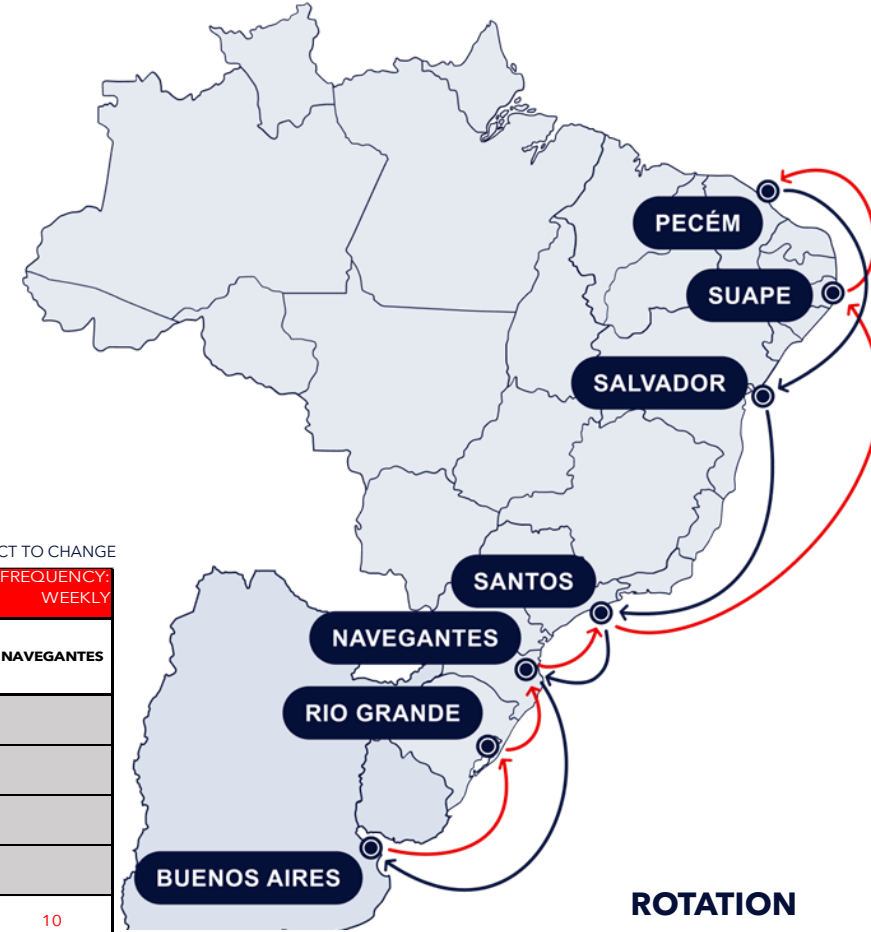 PECÉM
SUAPE
SALVADOR
CT TO CHANGE
FREQUENCY:
WEEKLY
SANTOS
NAVEGANTES
NAVEGANTES
RIO GRANDE
BUENOS AIRES
ROTATION
10